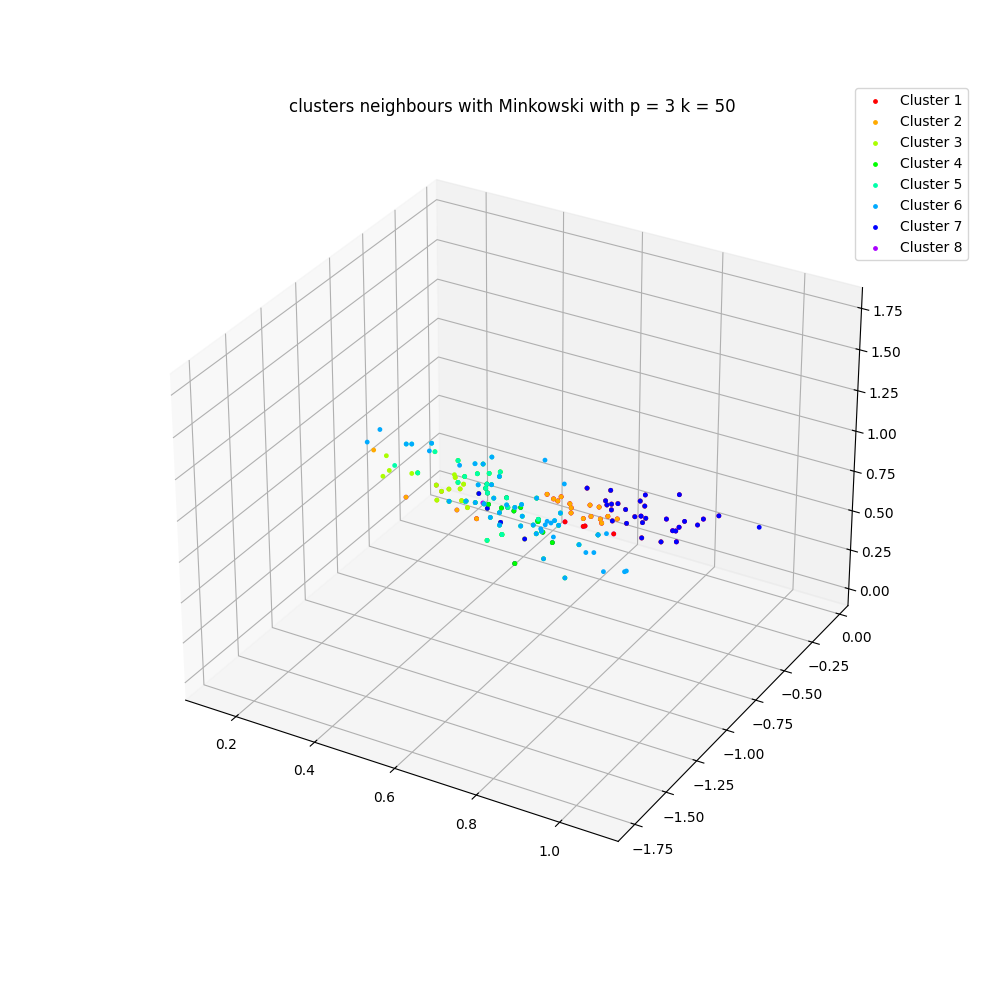 clusters neighbours with Minkowski with p = 3 k = 50
Cluster 1
Cluster 2
Cluster 3
Cluster 4
Cluster 5
Cluster 6
Cluster 7
Cluster 8
1.75
1.50
1.25
1.00
0.75
0.50
0.25
0.00
0.00
−0.25
−0.50
−0.75
−1.00
−1.25
−1.50
−1.75
0.2
0.4
0.6
0.8
1.0